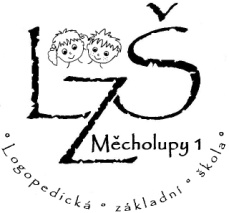 LZŠ
Měcholupy 1
° Logopedická ° základní ° škola °